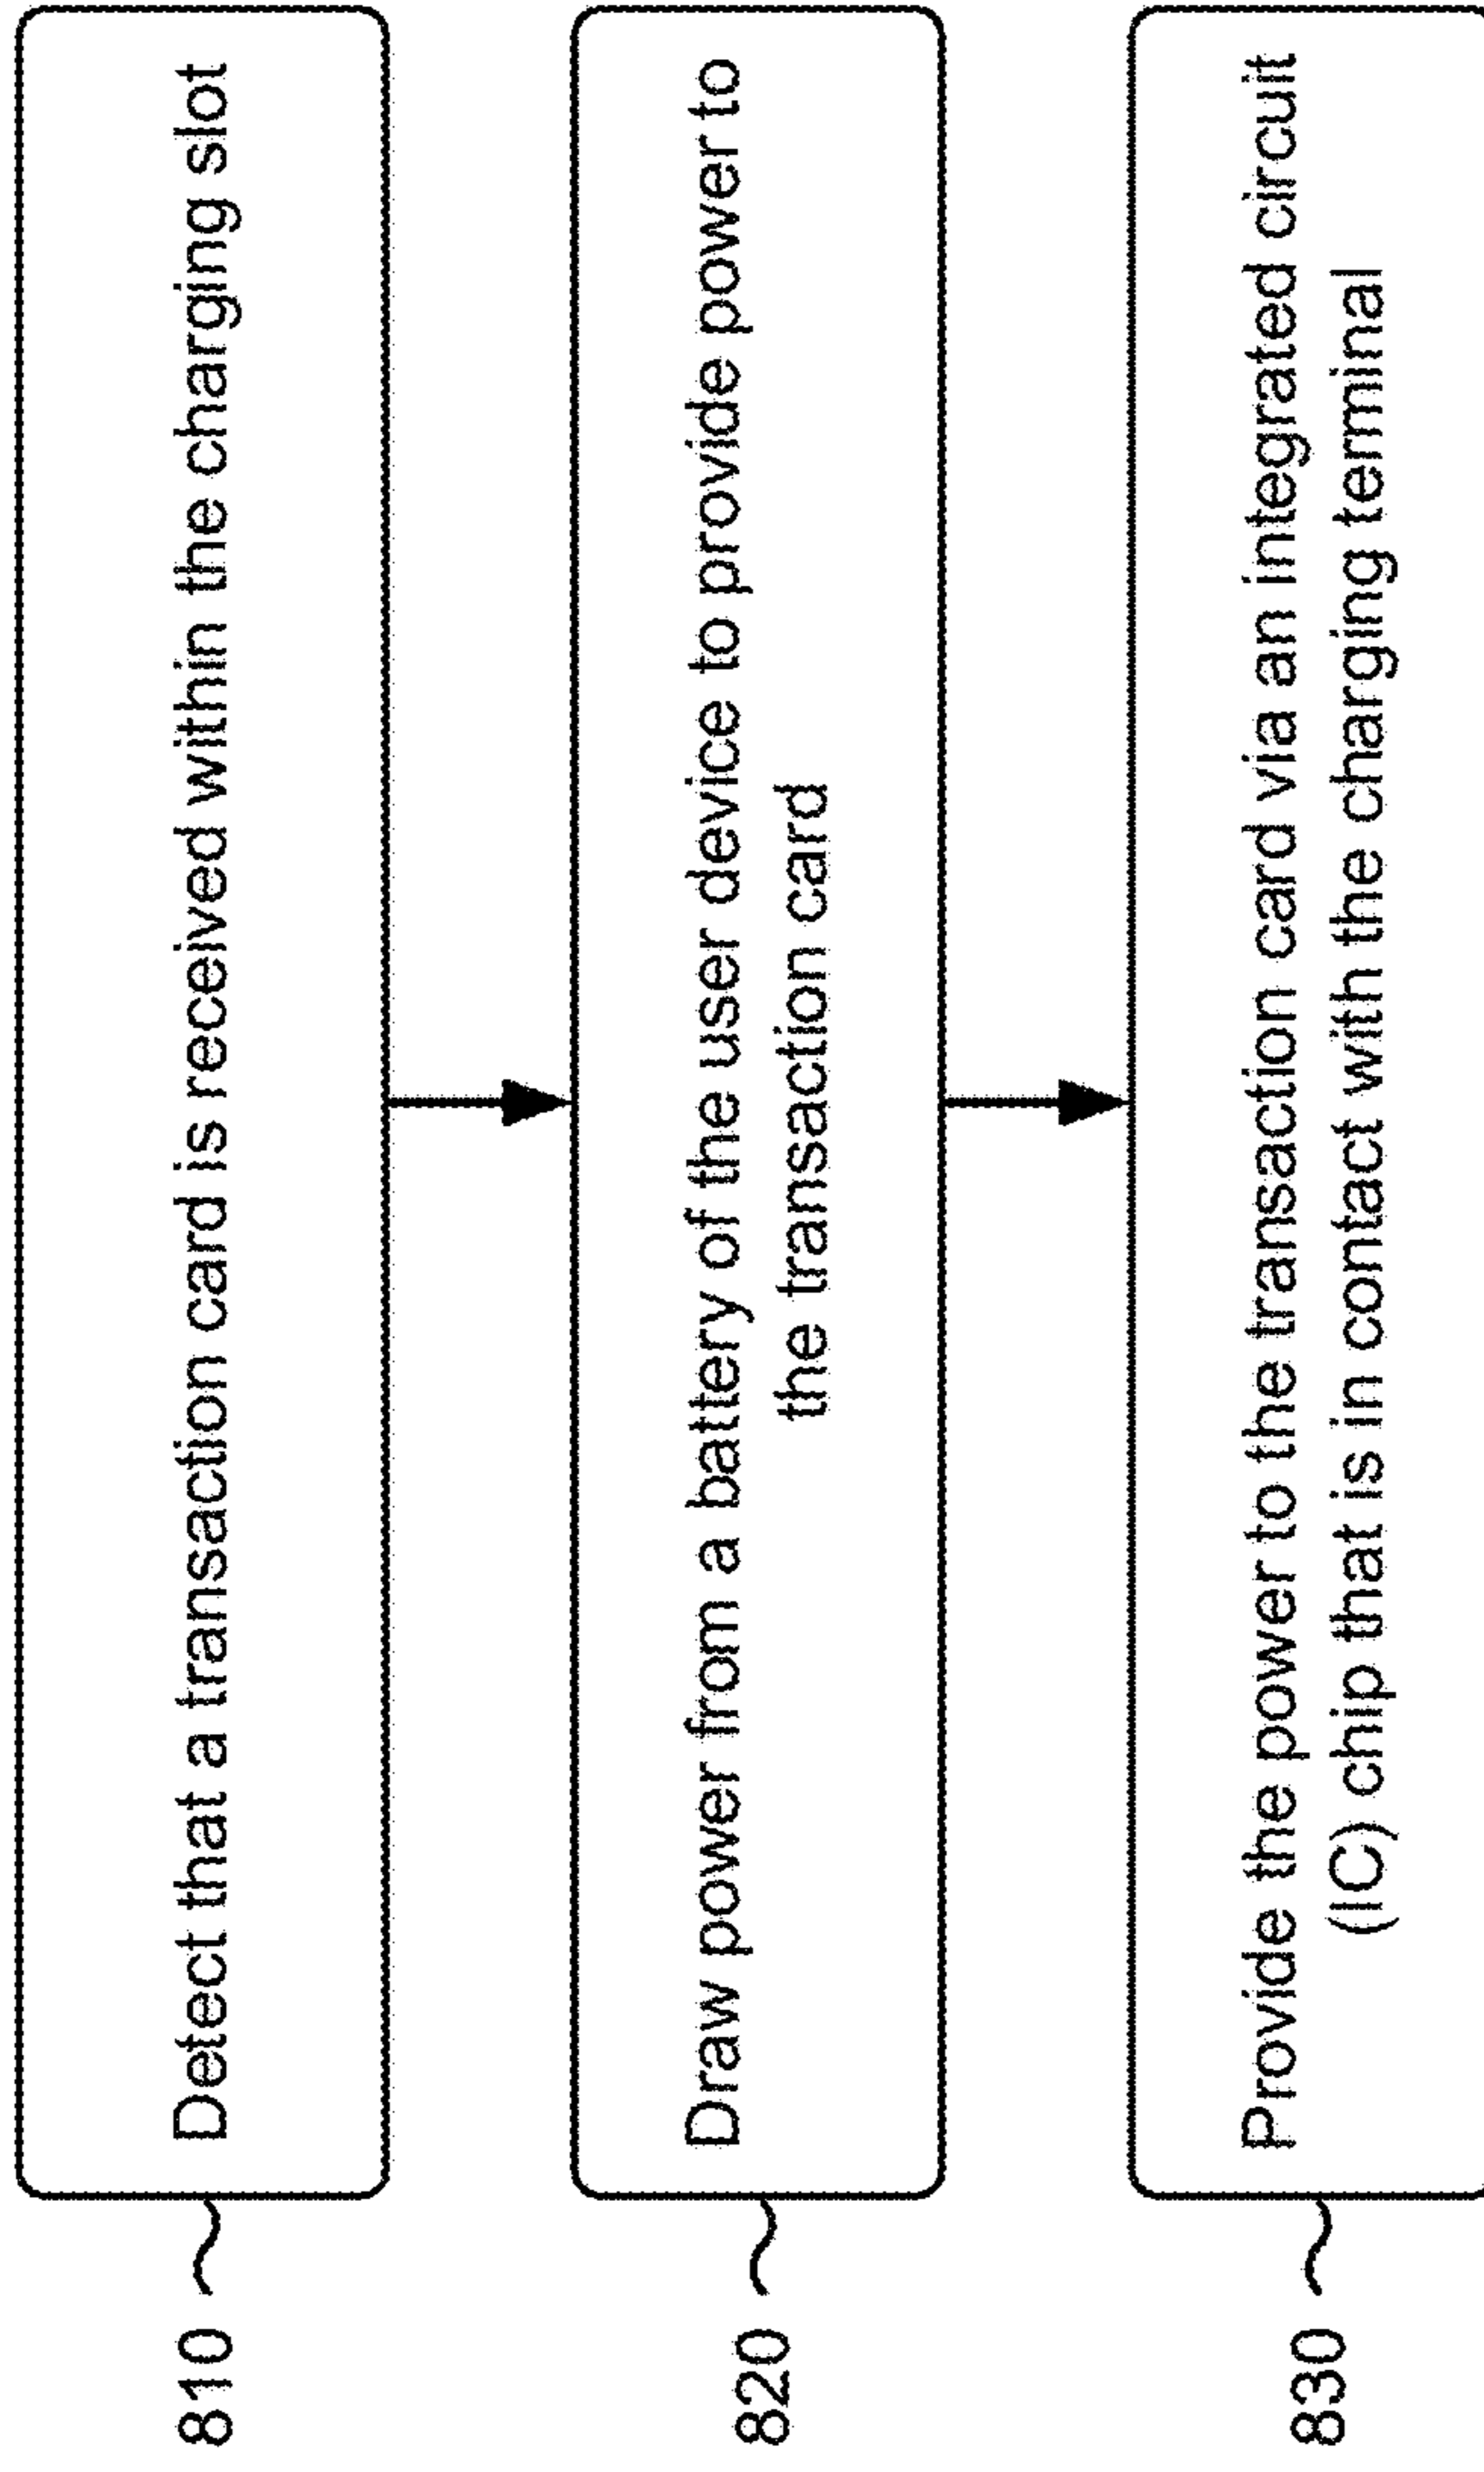 810
Detect that a transaction card is received within the charging slot
820
Draw power from a battery of the user device to provide power to
the transaction card
830
Provide the power to the transaction card via an integrated circuit
(IC) chip that is in contact with the charging terminal